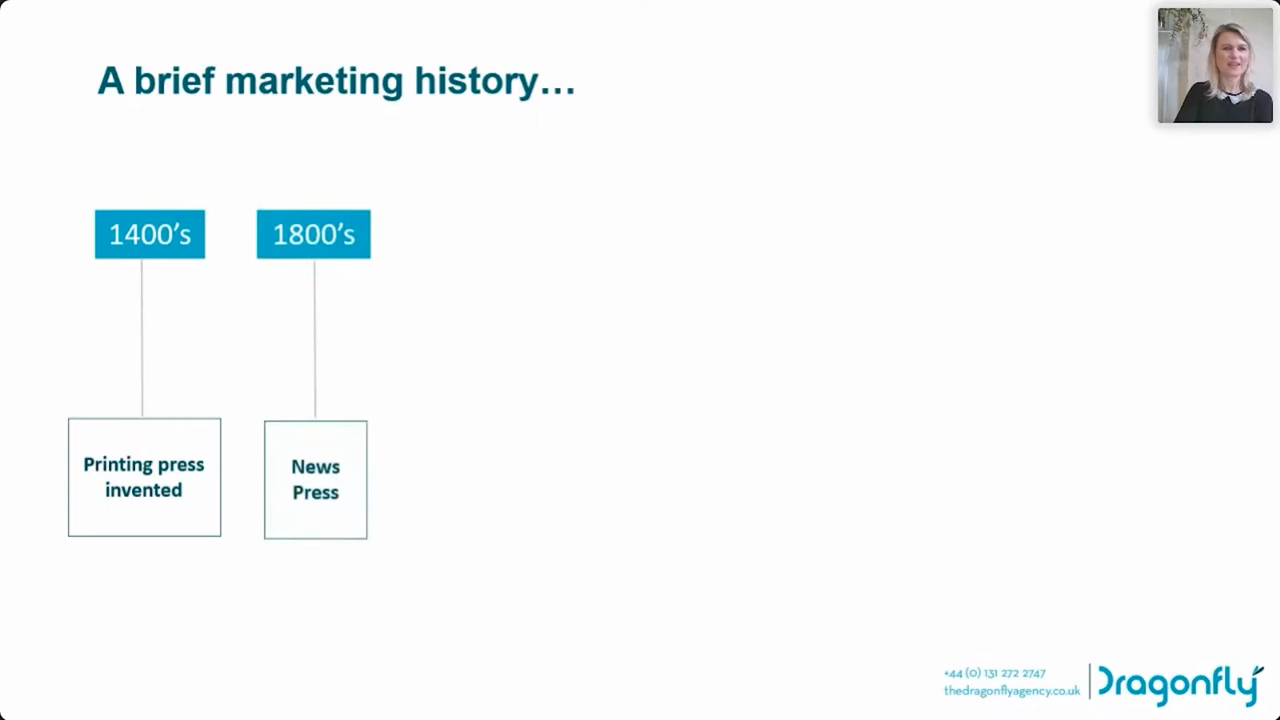 A brief marketing history…
1400's
1800's
Printing press
invented
News
Press
+44 (0) 131 272 2747
thedragonflyagency.co.uk
Dragonfly